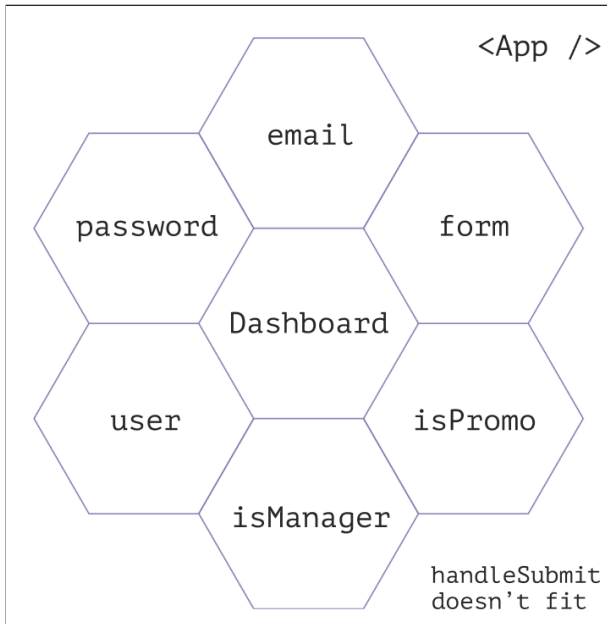 <App />
email
password
form
Dashboard
user
isPromo
isManager
handleSubmit
doesn't fit